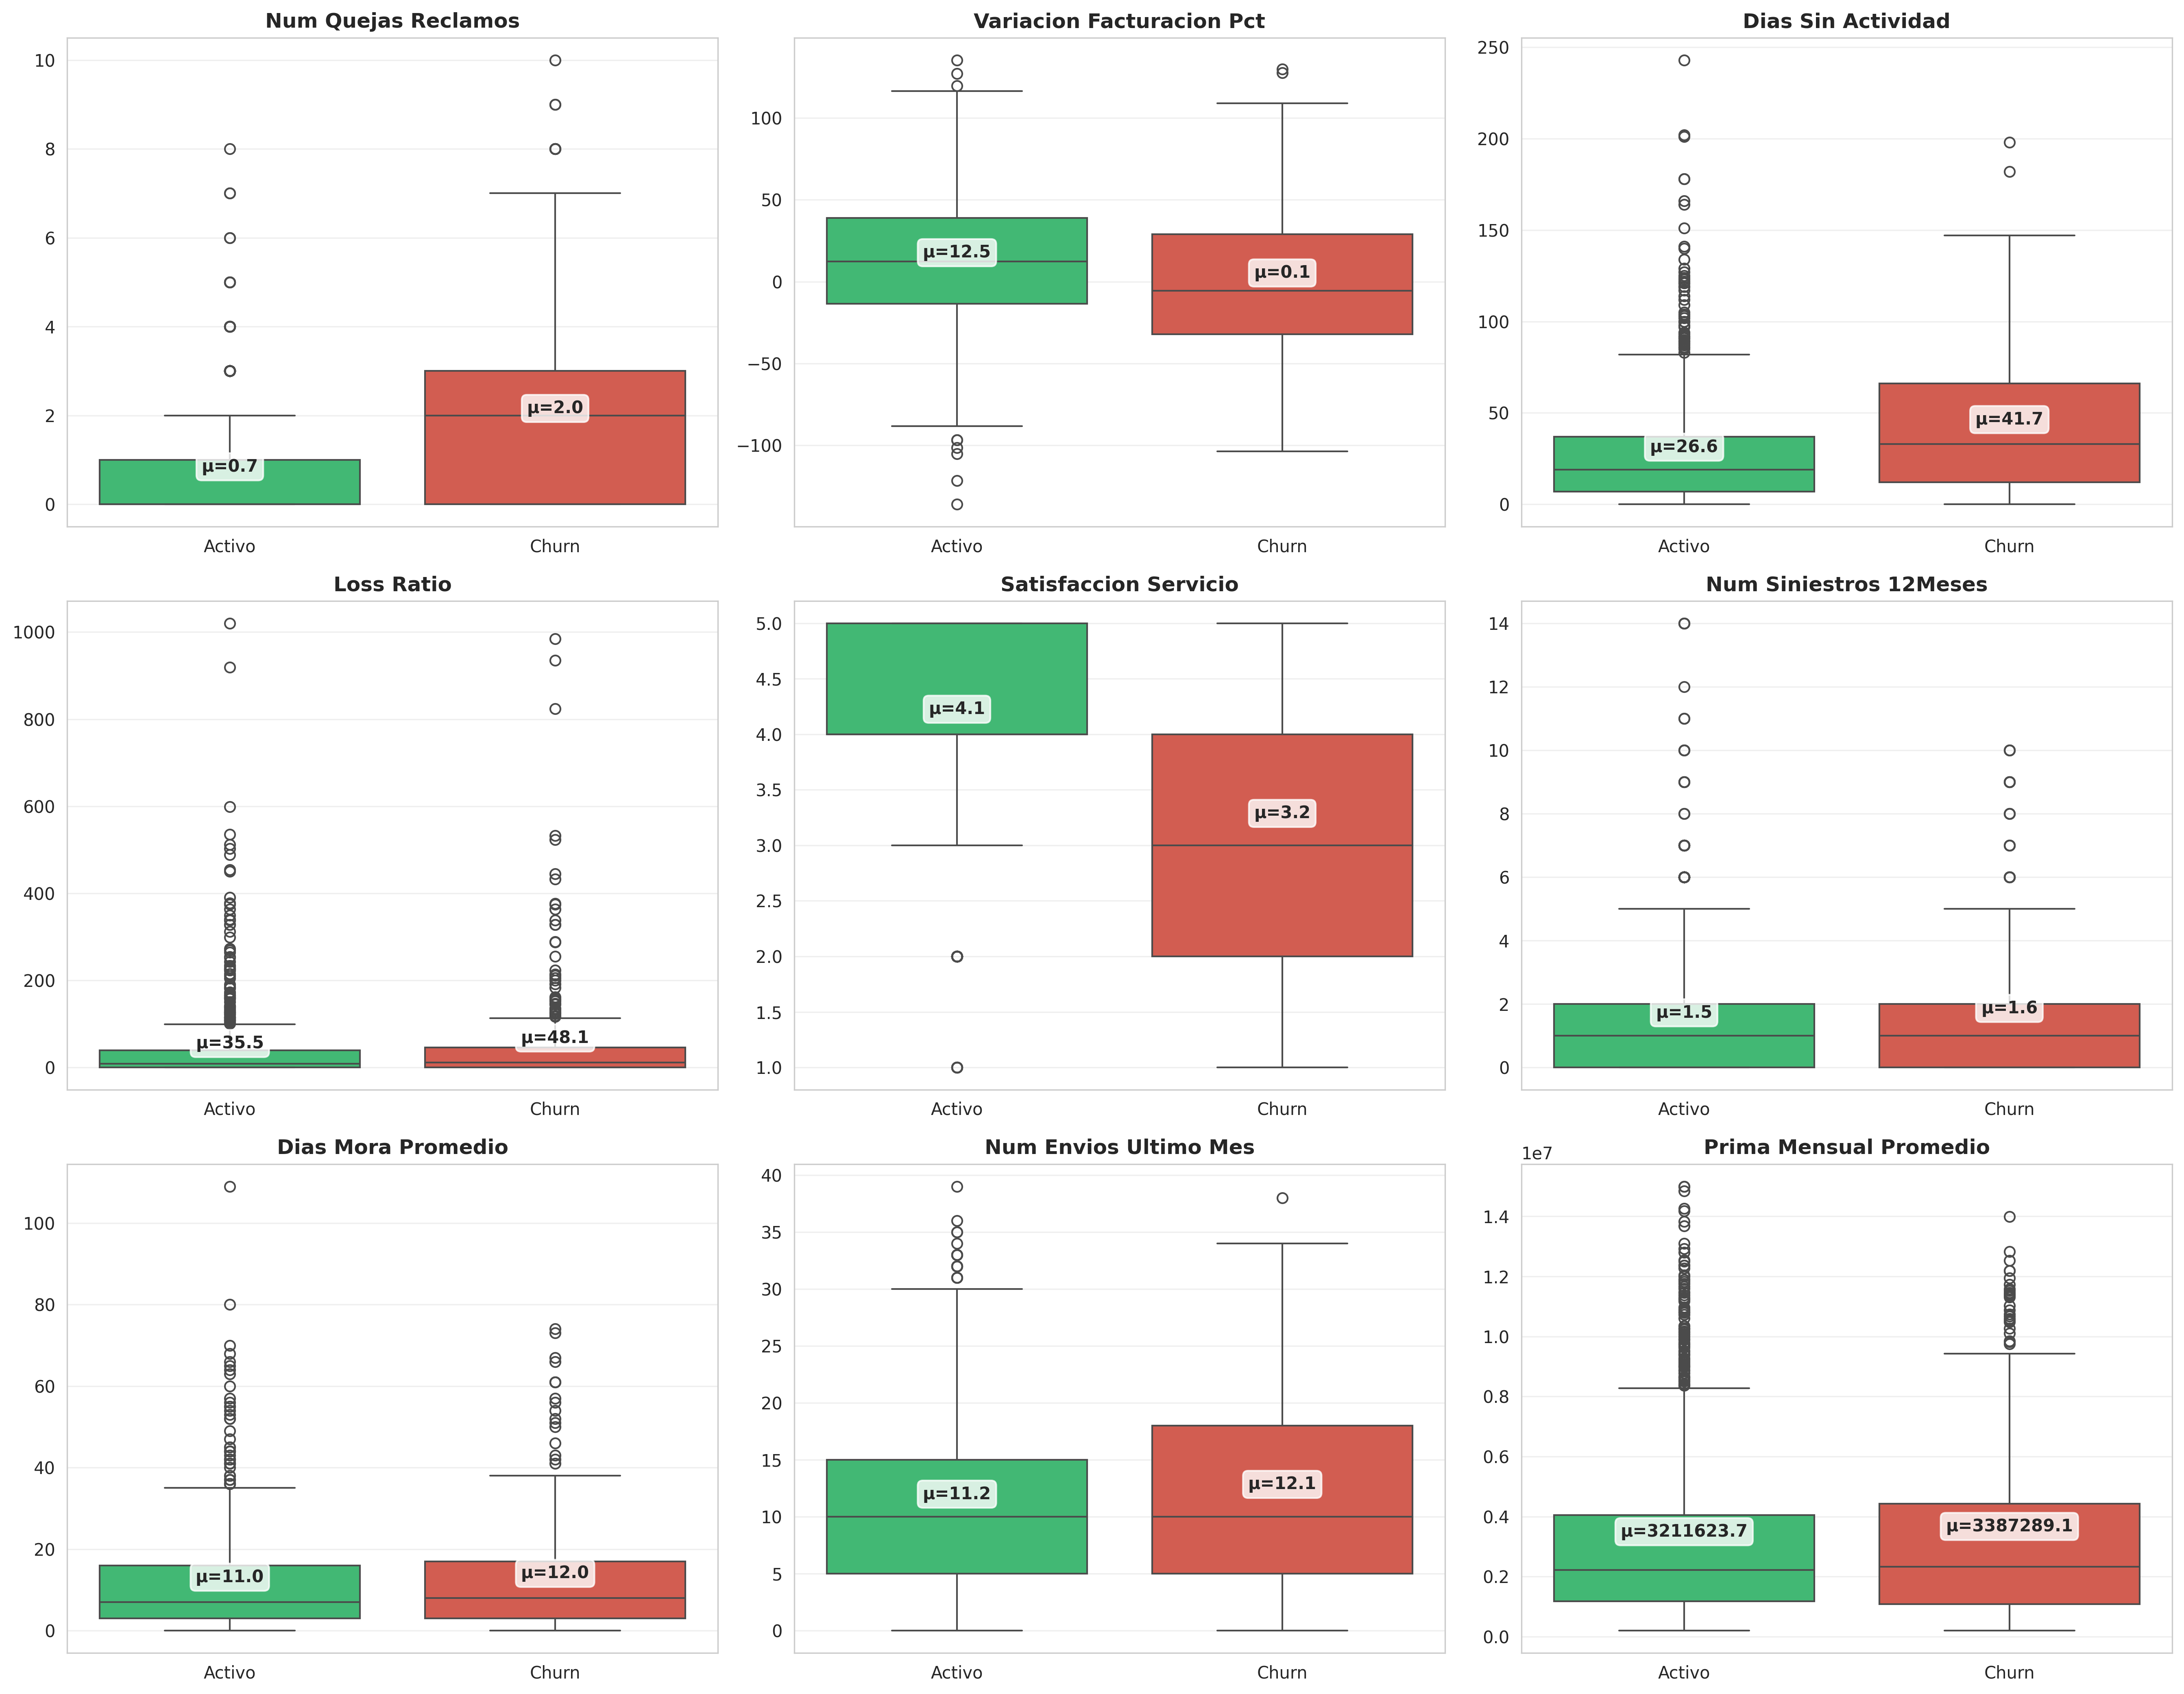 Num Quejas Reclamos
10
8
6
4
2
0
μ=0.7
μ=2.0
Activo
Churn
Variacion Facturacion Pct
100
50
0
−50
−100
μ=12.5
μ=0.1
Activo
Churn
Dias Sin Actividad
250
200
150
100
50
0
μ=26.6
μ=41.7
Activo
Churn
Loss Ratio
1000
800
600
400
200
0
μ=35.5
μ=48.1
Activo
Churn
Satisfaccion Servicio
5.0
4.5
4.0
3.5
3.0
2.5
2.0
1.5
1.0
μ=4.1
μ=3.2
Activo
Churn
Num Siniestros 12Meses
14
12
10
8
6
4
2
0
μ=1.5
μ=1.6
Activo
Churn
Dias Mora Promedio
100
80
60
40
20
0
μ=11.0
μ=12.0
Activo
Churn
Num Envios Ultimo Mes
40
35
30
25
20
15
10
5
0
μ=11.2
μ=12.1
Activo
Churn
Prima Mensual Promedio
1e7
1.4
1.2
1.0
0.8
0.6
0.4
0.2
0.0
μ=3211623.7
μ=3387289.1
Activo
Churn